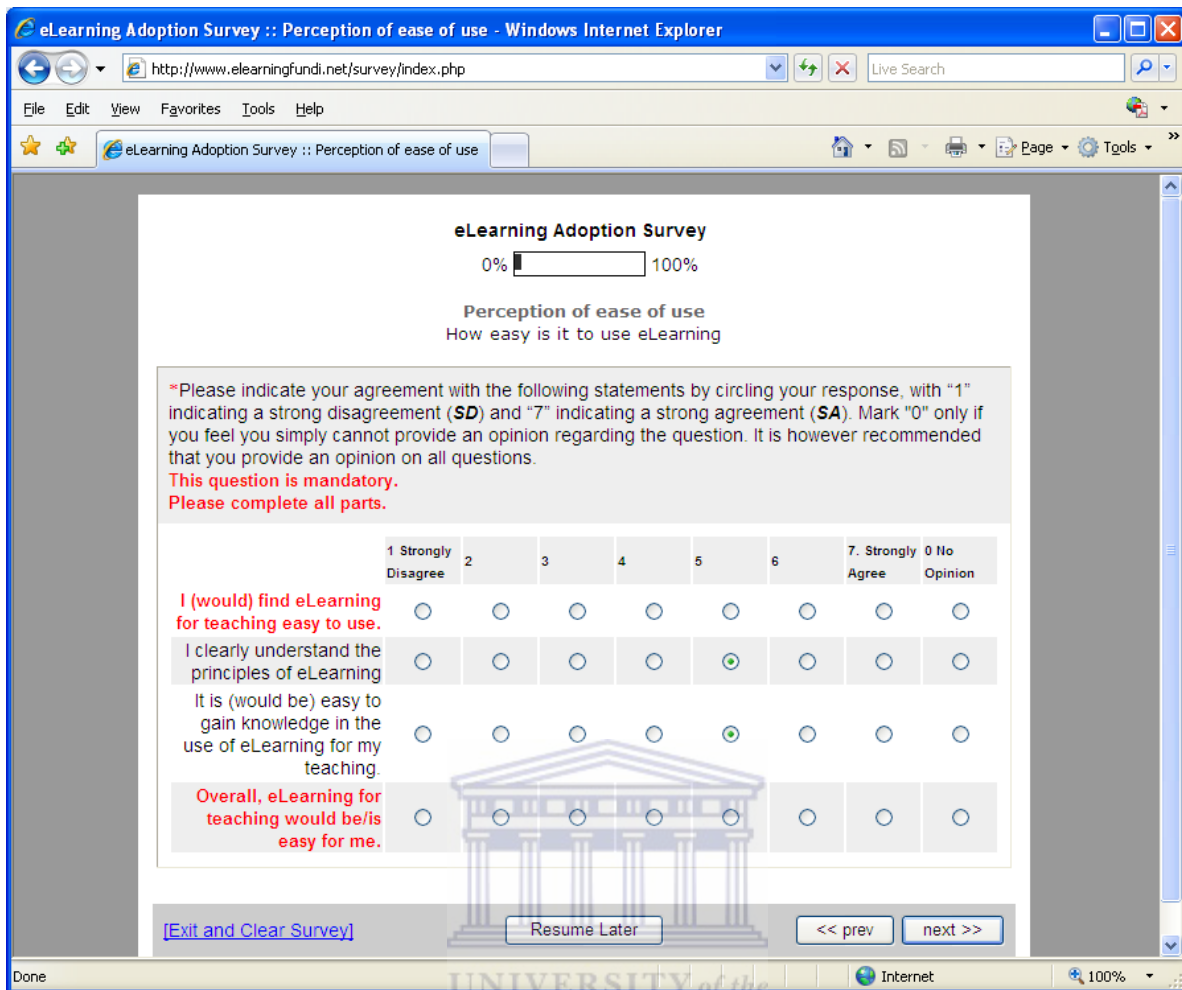 eLearning Adoption Survey :: Perception of ease of use - Windows Internet Explorer
http://www.elearningfundi.net/survey/index.php
Live Search
File Edit View Favorites Tools Help
eLearning Adoption Survey :: Perception of ease of use
Page Tools »
eLearning Adoption Survey
0% 100%
Perception of ease of use
How easy is it to use eLearning
*Please indicate your agreement with the following statements by circling your response, with “1”
indicating a strong disagreement (SD) and “7” indicating a strong agreement (SA). Mark "0" only if
you feel you simply cannot provide an opinion regarding the question. It is however recommended
that you provide an opinion on all questions.
This question is mandatory.
Please complete all parts.
1 Strongly Disagree 2 3 4 5 6 7. Strongly Agree 0 No Opinion
I (would) find eLearning
for teaching easy to use.
I clearly understand the
principles of eLearning
It is (would be) easy to
gain knowledge in the
use of eLearning for my
teaching.
Overall, eLearning for
teaching would be/is
easy for me.
[Exit and Clear Survey] Resume Later << prev next >>
Done Internet 100%
UNIVERSITY of the